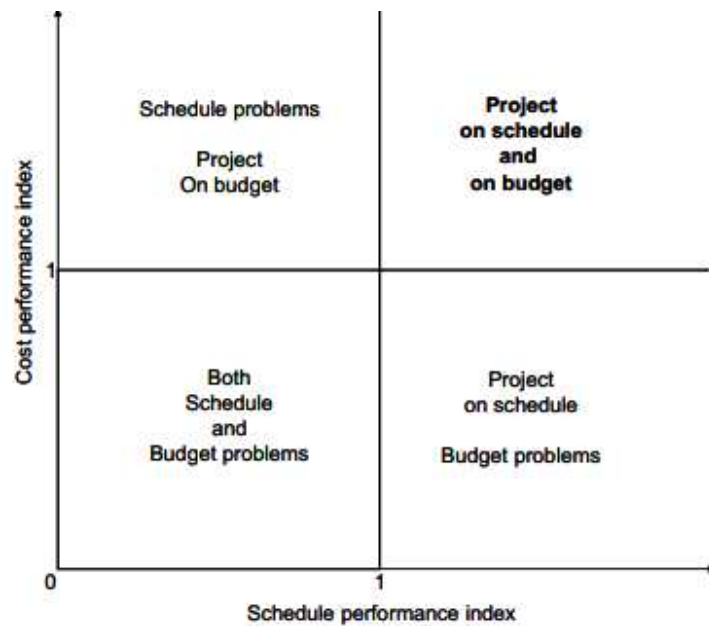 Schedule problems
Project
On budget
Project
on schedule
and
on budget
Cost performance index
1
Both
Schedule
and
Budget problems
Project
on schedule
Budget problems
0
1
Schedule performance index